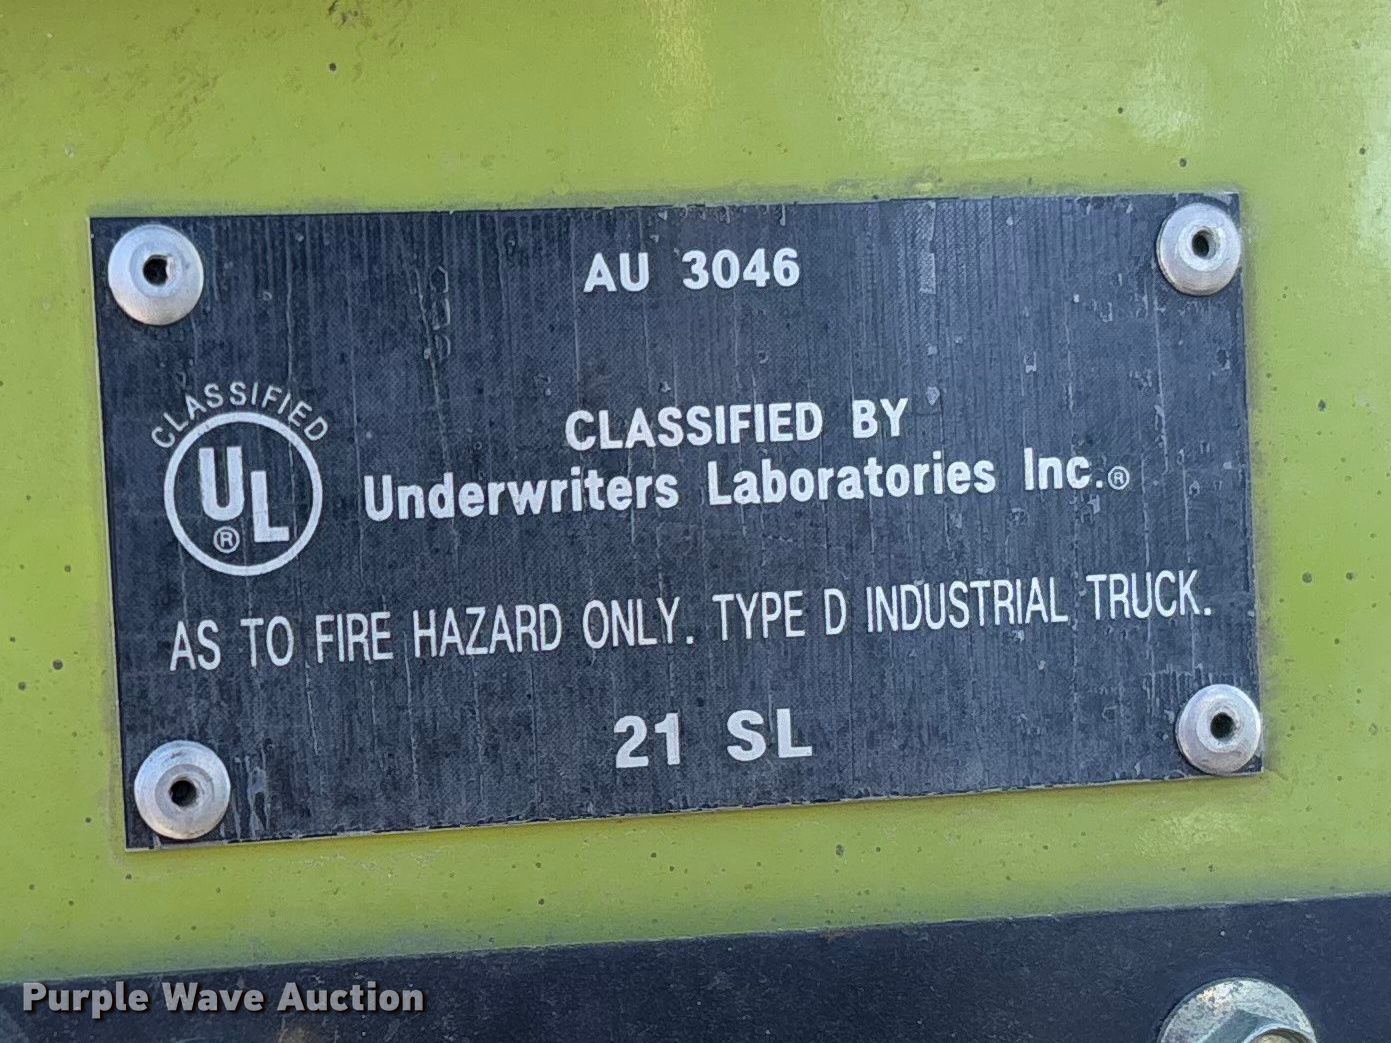 AU 3046
CLASSIFIED
UL®
CLASSIFIED BY
Underwriters Laboratories Inc.®
AS TO FIRE HAZARD ONLY. TYPE D INDUSTRIAL TRUCK.
21 SL
Purple Wave Auction